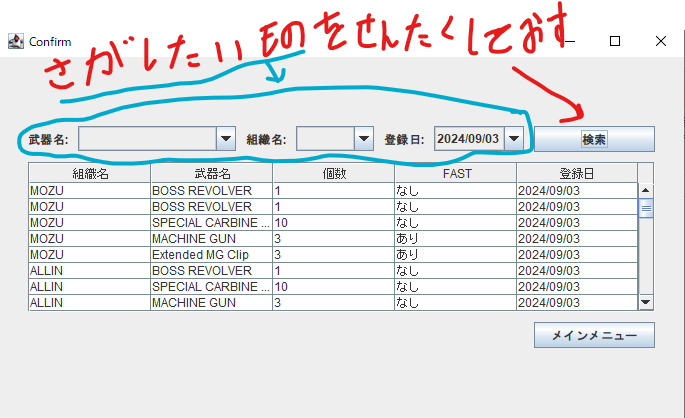 Confirm
さがしたいものをせんたくしておす
武器名: 組織名: 登録日: 2024/09/03 検索
組織名 武器名 個数 FAST 登録日
MOZU BOSS REVOLVER 1 なし 2024/09/03
MOZU BOSS REVOLVER 1 なし 2024/09/03
MOZU SPECIAL CARBINE ... 10 なし 2024/09/03
MOZU MACHINE GUN 3 あり 2024/09/03
MOZU Extended MG Clip 3 あり 2024/09/03
ALLIN BOSS REVOLVER 1 なし 2024/09/03
ALLIN SPECIAL CARBINE ... 10 なし 2024/09/03
ALLIN MACHINE GUN 3 なし 2024/09/03
メインメニュー